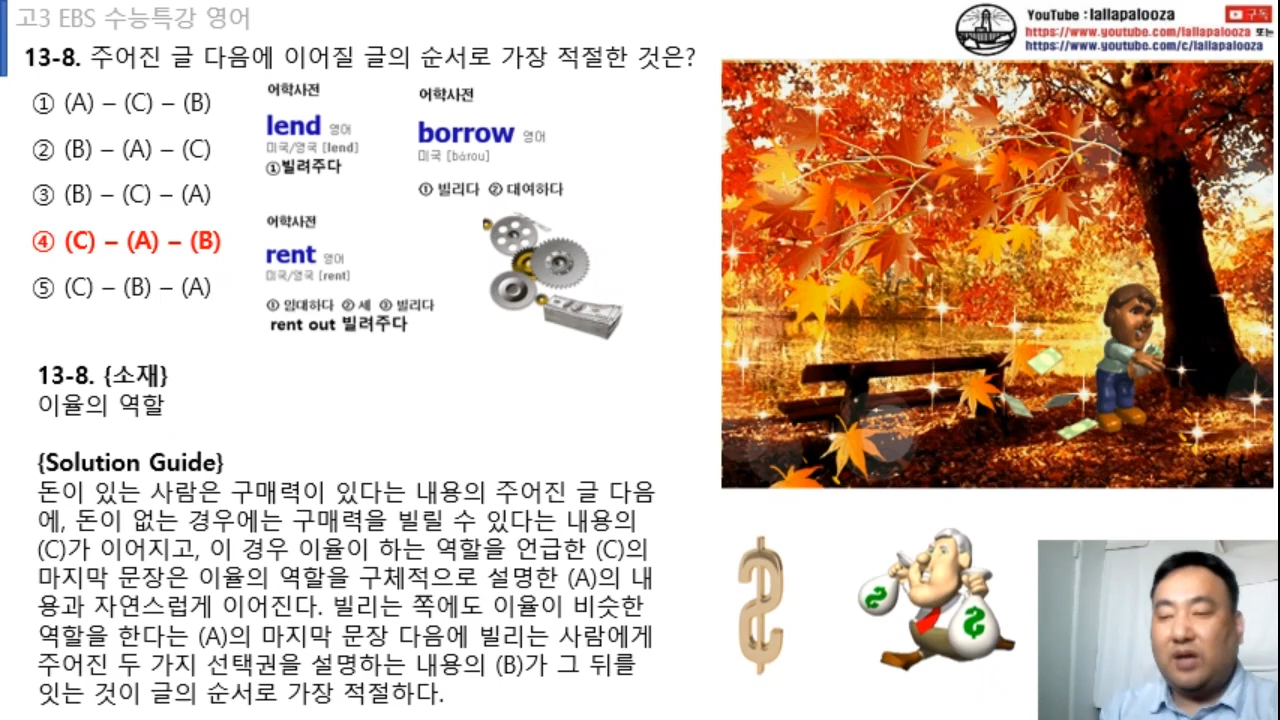 고3 EBS 수능특강 영어
13-8. 주어진 글 다음에 이어질 글의 순서로 가장 적절한 것은?
① (A) – (C) – (B)
② (B) – (A) – (C)
③ (B) – (C) – (A)
④ (C) – (A) – (B)
⑤ (C) – (B) – (A)
어학사전
lend 영어
미국/영국 [lend]
①빌려주다
어학사전
borrow 영어
미국 [bárou]
① 빌리다 ② 대여하다
어학사전
rent 영어
미국/영국 [rent]
① 임대하다 ② 세 ③ 빌리다
rent out 빌려주다
YouTube : lallapalooza
구독
https://www.youtube.com/lallapalooza 또는
https://www.youtube.com/c/lallapalooza
13-8. {소재}
이율의 역할
{Solution Guide}
돈이 있는 사람은 구매력이 있다는 내용의 주어진 글 다음
에, 돈이 없는 경우에는 구매력을 빌릴 수 있다는 내용의
(C)가 이어지고, 이 경우 이율이 하는 역할을 언급한 (C)의
마지막 문장은 이율의 역할을 구체적으로 설명한 (A)의 내
용과 자연스럽게 이어진다. 빌리는 쪽에도 이율이 비슷한
역할을 한다는 (A)의 마지막 문장 다음에 빌리는 사람에게
주어진 두 가지 선택권을 설명하는 내용의 (B)가 그 뒤를
잇는 것이 글의 순서로 가장 적절하다.